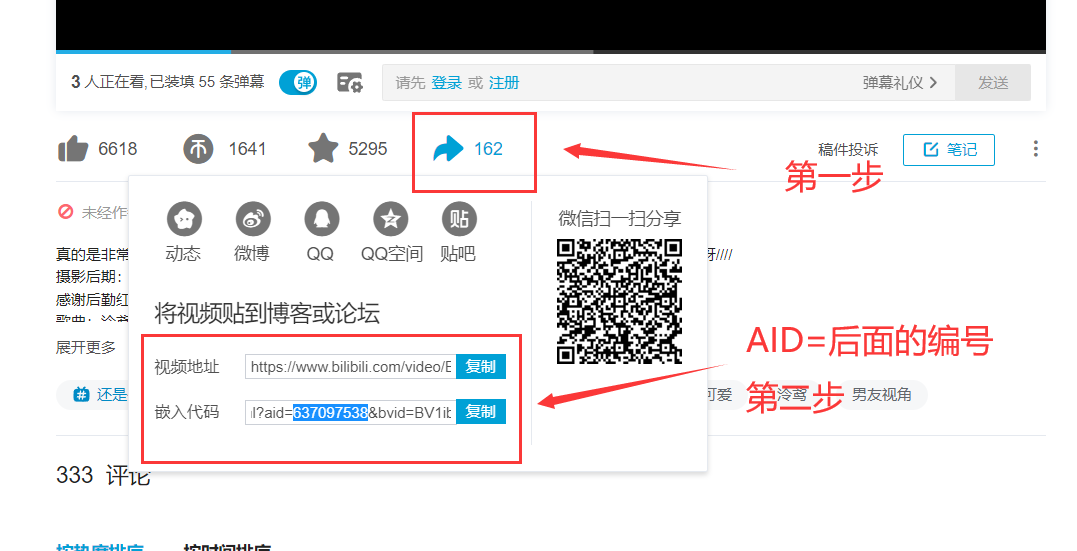 3 人正在看,已装填 55 条弹幕 弹 请先 登录 或 注册 弹幕礼仪 发送
6618 1641 5295 162 稿件投诉 笔记
第一步
未经作
动态 微博 QQ QQ空间 贴吧
贴
微信扫一扫分享
真的是非常
呀////
摄影后期：
感谢后勤红
将视频贴到博客或论坛
展开更多
视频地址 https://www.bilibili.com/video/E 复制
嵌入代码 l?aid=637097538&bvid=BV1ib 复制
AID=后面的编号
第二步
还是
可爱 泠鸢 男友视角
333 评论
按热度排序 按时间排序